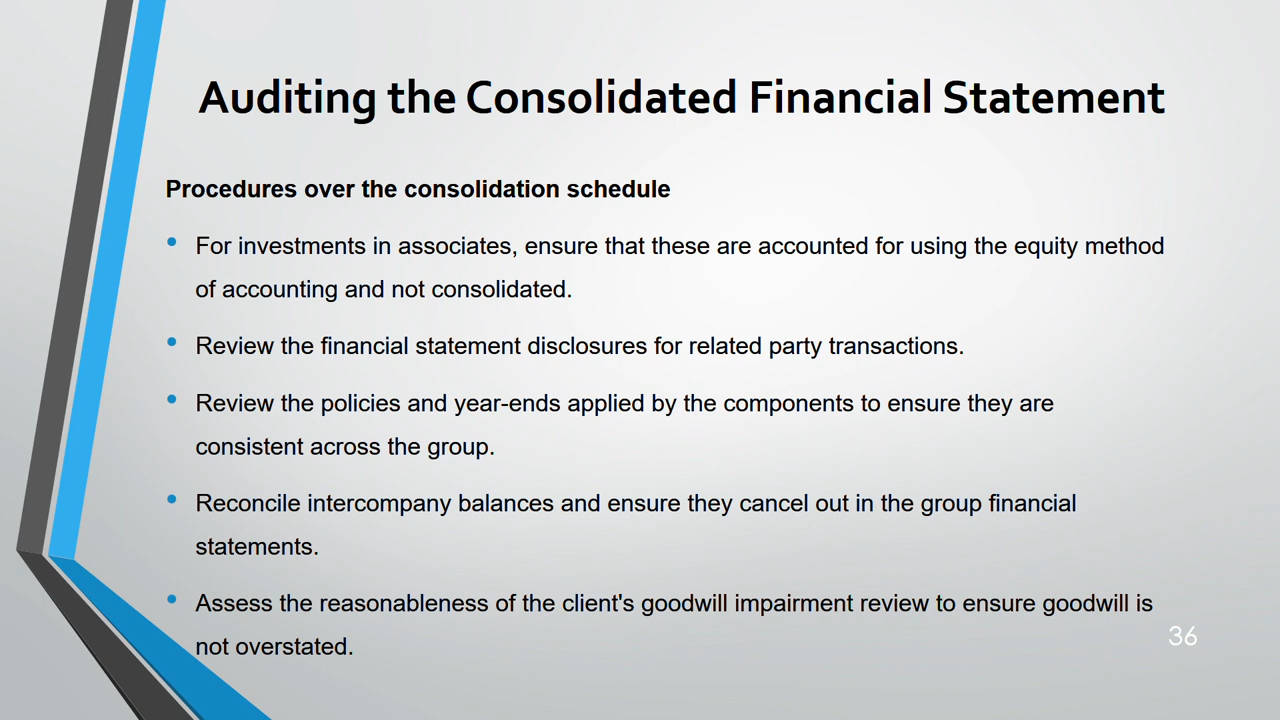 Auditing the Consolidated Financial Statement
Procedures over the consolidation schedule
• For investments in associates, ensure that these are accounted for using the equity method
of accounting and not consolidated.
• Review the financial statement disclosures for related party transactions.
• Review the policies and year-ends applied by the components to ensure they are
consistent across the group.
• Reconcile intercompany balances and ensure they cancel out in the group financial
statements.
• Assess the reasonableness of the client's goodwill impairment review to ensure goodwill is
not overstated.
36